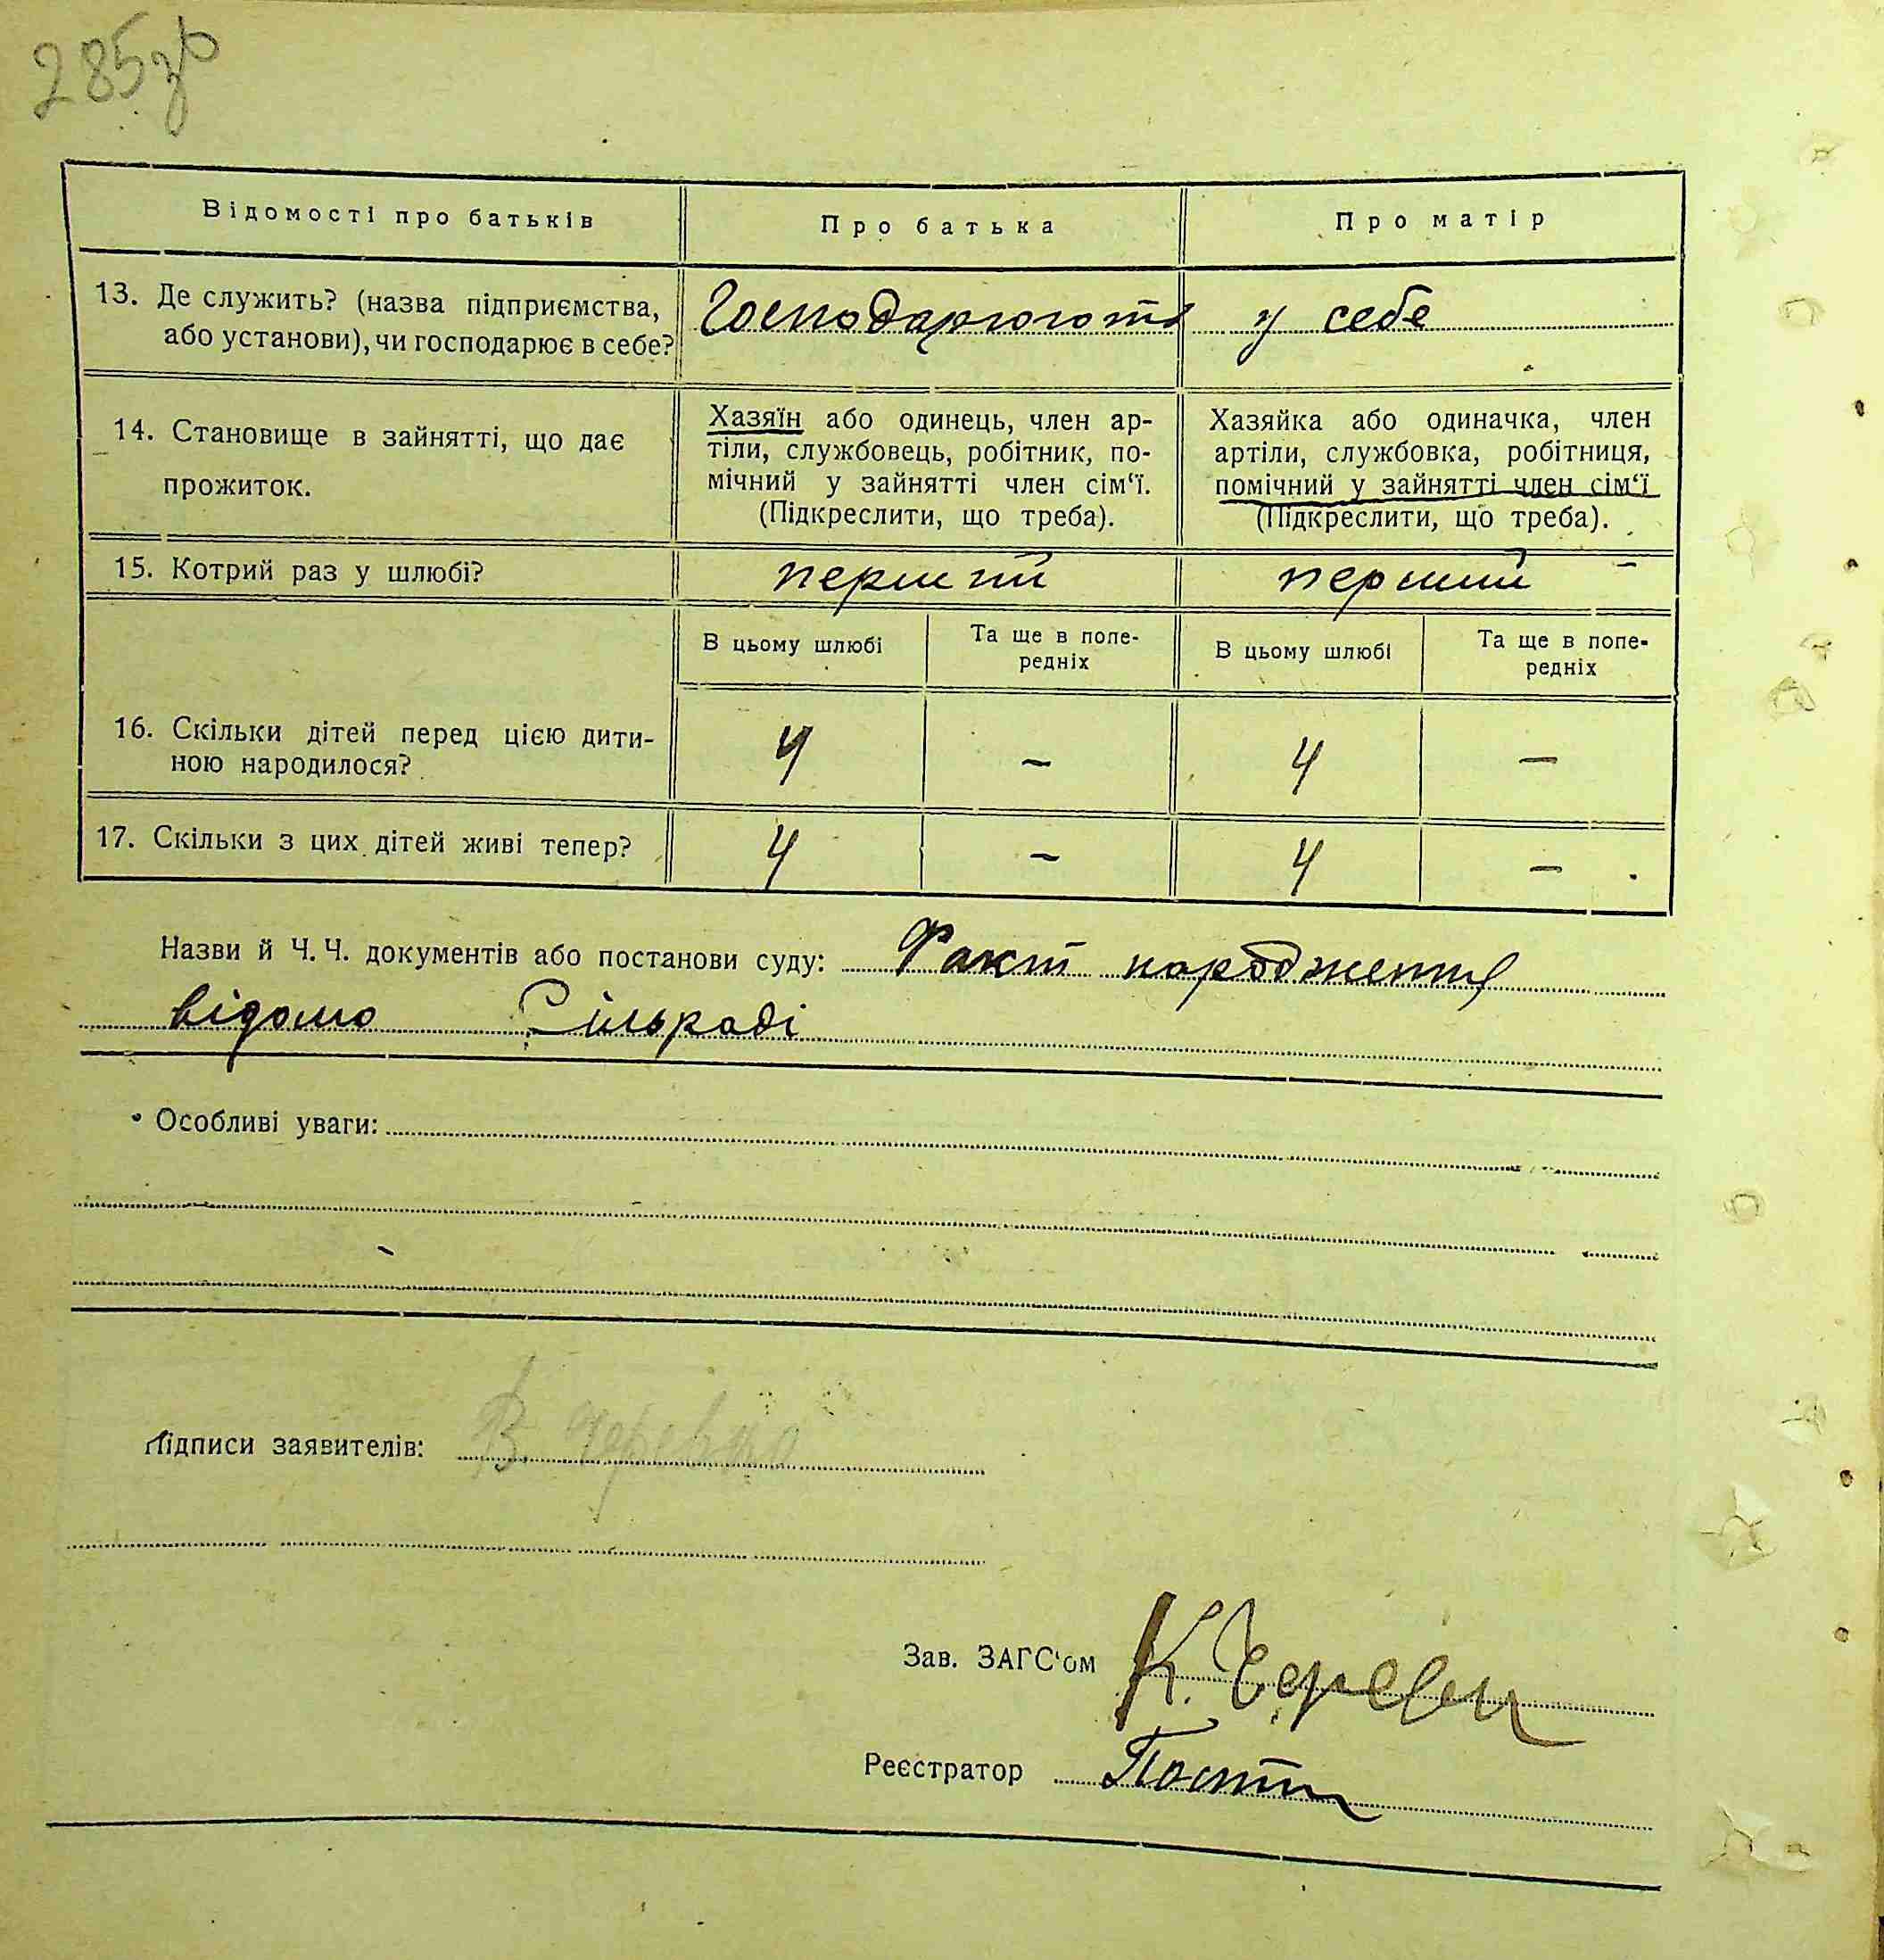 285зв
Відомості про батьків
Про батька
Про матір
13. Де служить? (назва підприємства,
або установи), чи господарює в себе?
Господарюють у себе
14. Становище в зайнятті, що дає
прожиток.
Хазяїн або одинець, член ар-
тіли, службовець, робітник, по-
мічний у зайнятті член сім‘ї.
(Підкреслити, що треба).
Хазяйка або одиначка, член
артіли, службовка, робітниця,
помічний у зайнятті член сім‘ї
(Підкреслити, що треба).
15. Котрий раз у шлюбі?
перший
перший
В цьому шлюбі
Та ще в попе-
редніх
В цьому шлюбі
Та ще в попе-
редніх
16. Скільки дітей перед цією дити-
ною народилося?
4
-
4
-
17. Скільки з цих дітей живі тепер?
4
-
4
-
Назви й Ч.Ч. документів або постанови суду: Факт народження
відомо Сільраді
Особливі уваги:
Підписи заявителів:
Зав. ЗАГС‘ом
Реєстратор